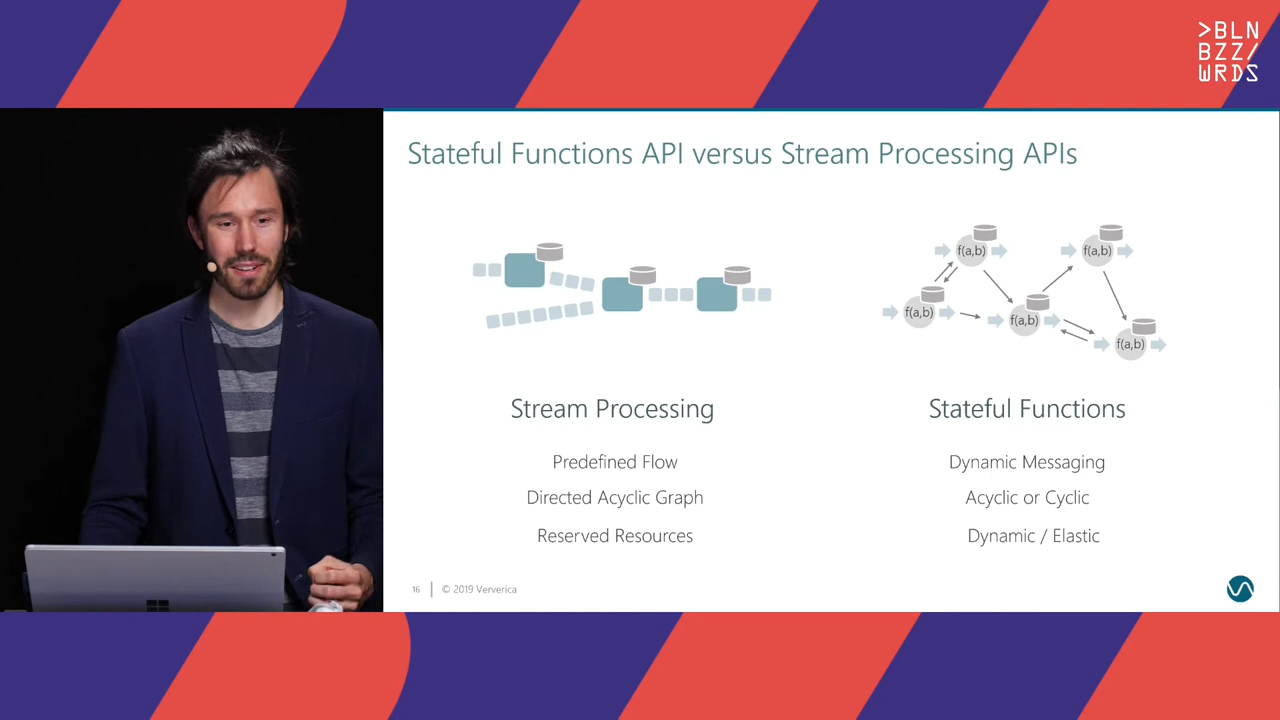 >BLN
BZZ/
WRDS
Stateful Functions API versus Stream Processing APIs
f(a,b)
f(a,b)
f(a,b)
f(a,b)
f(a,b)
Stream Processing
Predefined Flow
Directed Acyclic Graph
Reserved Resources
Stateful Functions
Dynamic Messaging
Acyclic or Cyclic
Dynamic / Elastic
16
© 2019 Ververica